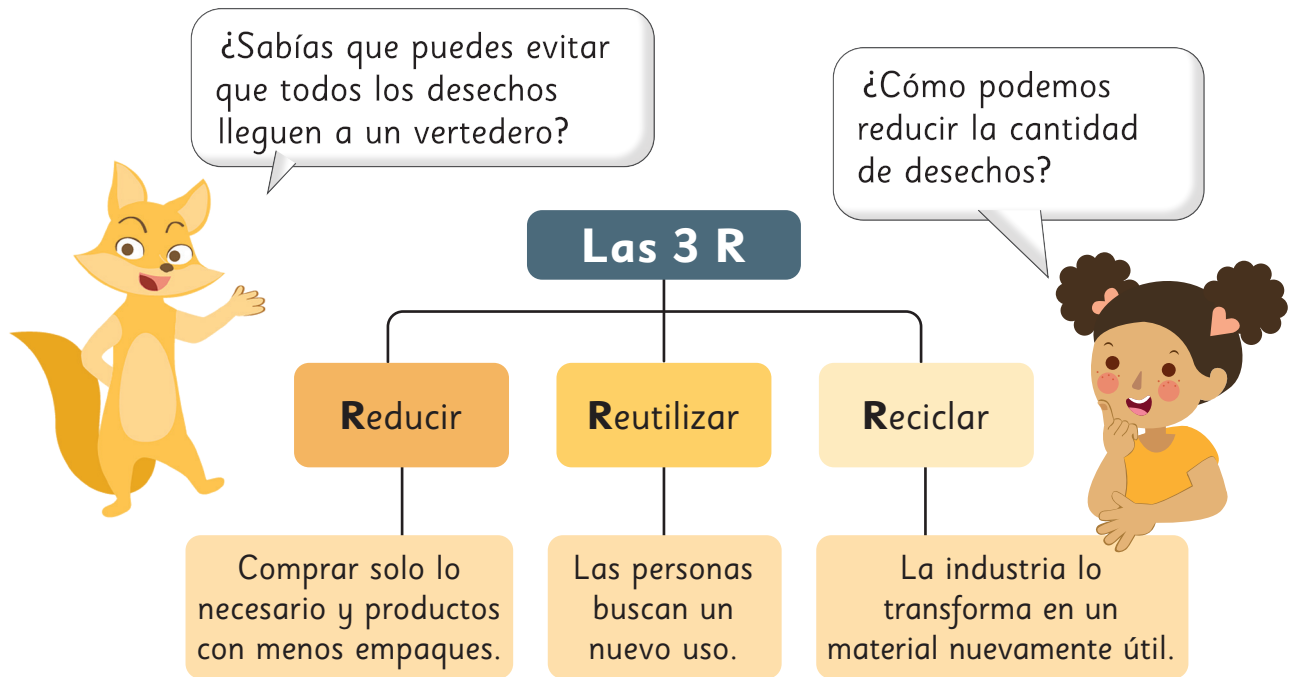 ¿Sabías que puedes evitar
que todos los desechos
lleguen a un vertedero?
¿Cómo podemos
reducir la cantidad
de desechos?
Las 3 R
Reducir
Reutilizar
Reciclar
Comprar solo lo
necesario y productos
con menos empaques.
Las personas
buscan un
nuevo uso.
La industria lo
transforma en un
material nuevamente útil.